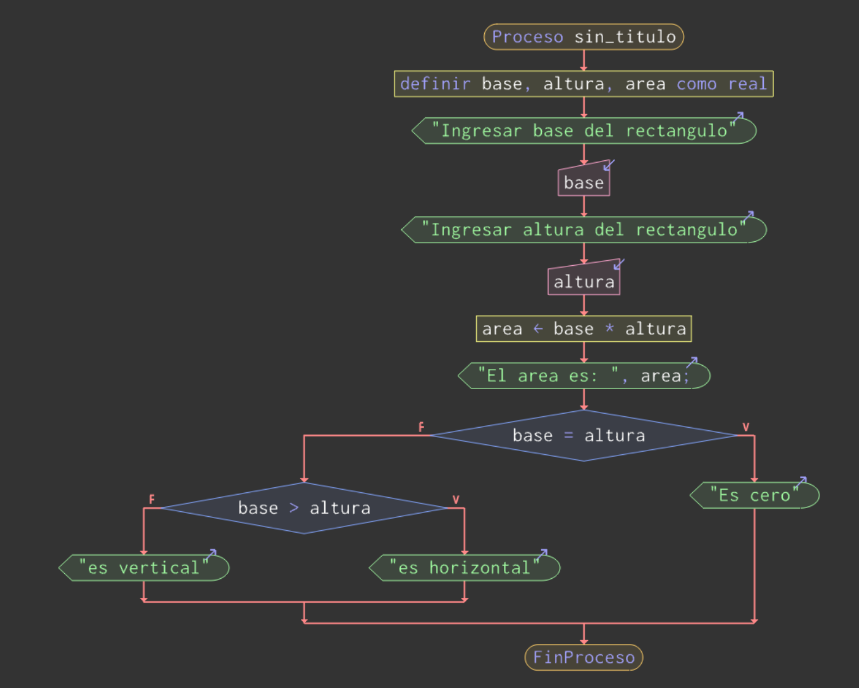 Proceso sin_titulo
definir base, altura, area como real
"Ingresar base del rectangulo"
base
"Ingresar altura del rectangulo"
altura
area ← base * altura
"El area es: ", area;
F
base = altura
V
"Es cero"
F
base > altura
V
"es vertical"
"es horizontal"
FinProceso